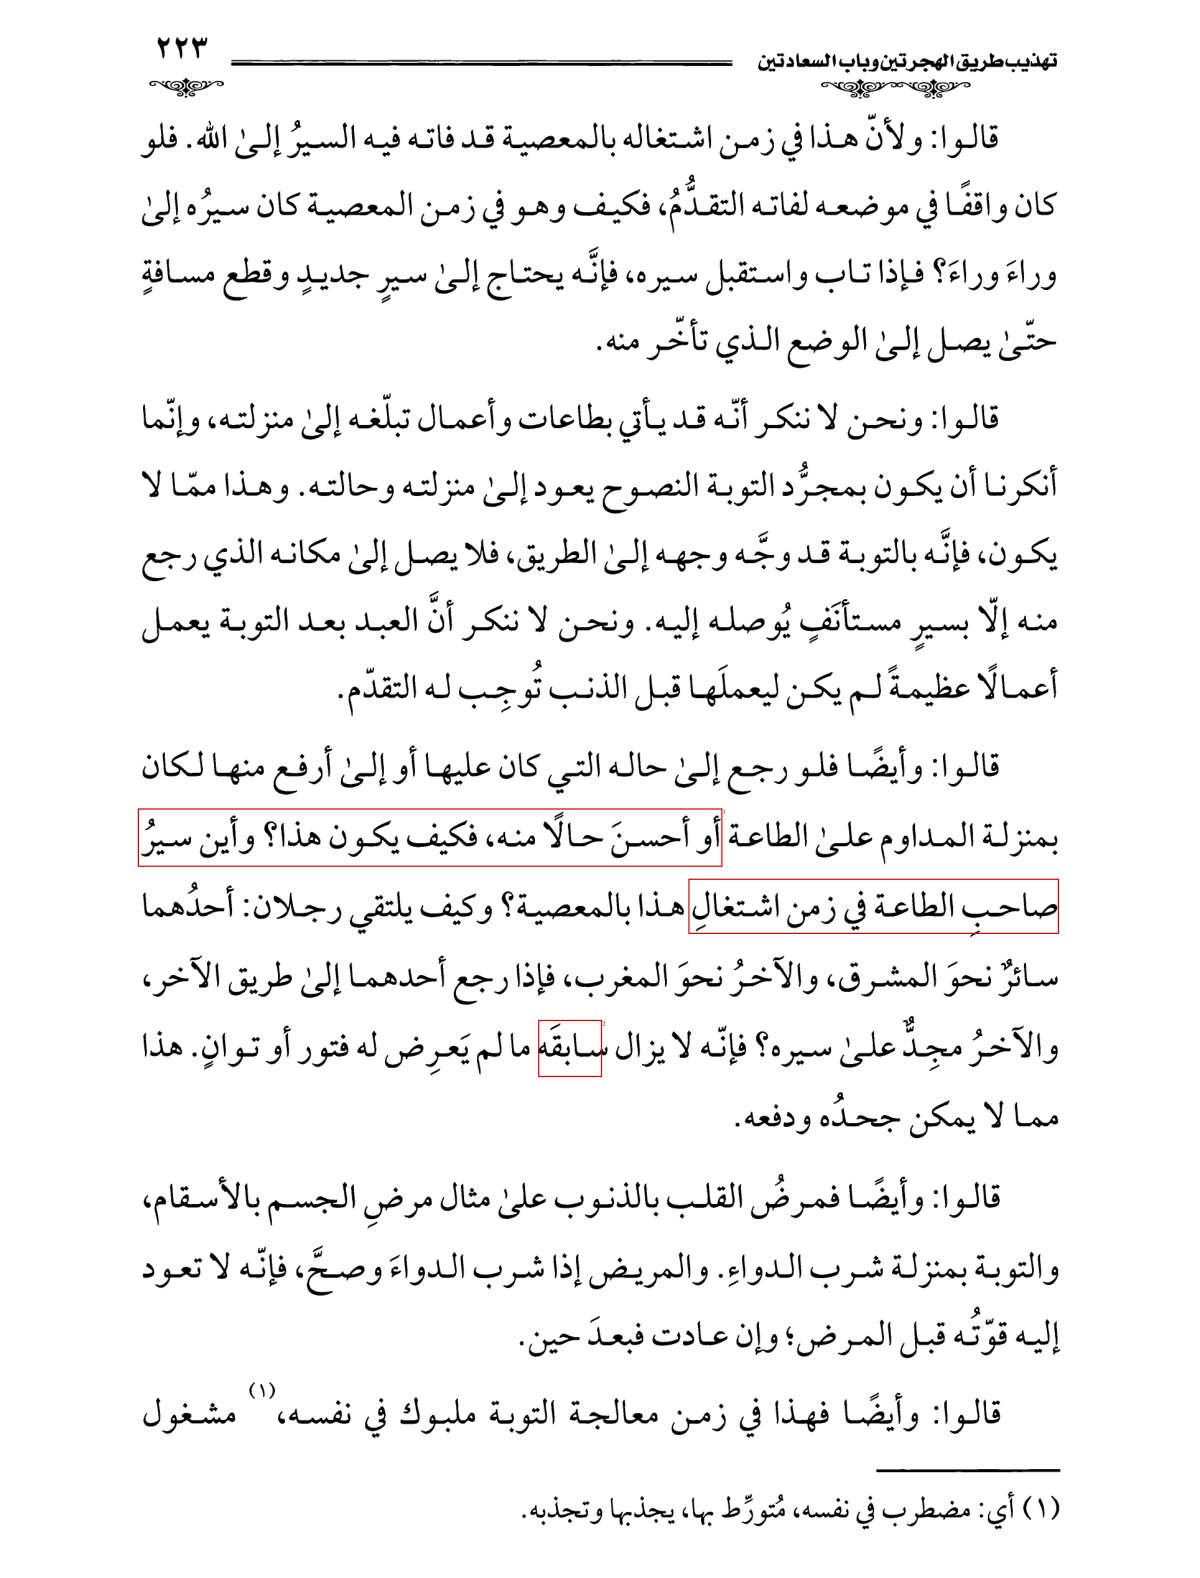 تهذيب طريق الهجرتين وباب السعادتين ٢٢٣
قالوا: ولأنّ هذا في زمن اشتغاله بالمعصية قد فاته فيه السيرُ إلىٰ الله. فلو
كان واقفًا في موضعه لفاته التقدُّمُ، فكيف وهو في زمن المعصية كان سيرُه إلىٰ
وراءَ وراءَ؟ فإذا تاب واستقبل سيره، فإنَّه يحتاج إلىٰ سيرٍ جديدٍ وقطع مسافةٍ
حتّىٰ يصل إلىٰ الوضع الذي تأخّر منه.
قالوا: ونحن لا ننكر أنّه قد يأتي بطاعات وأعمال تبلّغه إلىٰ منزلته، وإنّما
أنكرنا أن يكون بمجرُّد التوبة النصوح يعود إلىٰ منزلته وحالته. وهذا ممّا لا
يكون، فإنَّه بالتوبة قد وجَّه وجهه إلىٰ الطريق، فلا يصل إلىٰ مكانه الذي رجع
منه إلّا بسيرٍ مستأنَفٍ يُوصله إليه. ونحن لا ننكر أنَّ العبد بعد التوبة يعمل
أعمالًا عظيمةً لم يكن ليعملَها قبل الذنب تُوجِب له التقدّم.
قالوا: وأيضًا فلو رجع إلىٰ حاله التي كان عليها أو إلىٰ أرفع منها لكان
بمنزلة المداوم علىٰ الطاعة أو أحسنَ حالًا منه، فكيف يكون هذا؟ وأين سيرُ
صاحبِ الطاعة في زمن اشتغالِ هذا بالمعصية؟ وكيف يلتقي رجلان: أحدُهما
سائرٌ نحوَ المشرق، والآخرُ نحوَ المغرب، فإذا رجع أحدهما إلىٰ طريق الآخر،
والآخرُ مجِدٌّ علىٰ سيره؟ فإنّه لا يزال سابقَه ما لم يَعرِض له فتور أو توانٍ. هذا
مما لا يمكن جحدُه ودفعه.
قالوا: وأيضًا فمرضُ القلب بالذنوب علىٰ مثال مرضِ الجسم بالأسقام،
والتوبة بمنزلة شرب الدواءِ. والمريض إذا شرب الدواءَ وصحَّ، فإنّه لا تعود
إليه قوّتُه قبل المرض؛ وإن عادت فبعدَ حين.
قالوا: وأيضًا فهذا في زمن معالجة التوبة ملبوك في نفسه،(١) مشغول
(١) أي: مضطرب في نفسه، مُتورِّط بها، يجذبها وتجذبه.